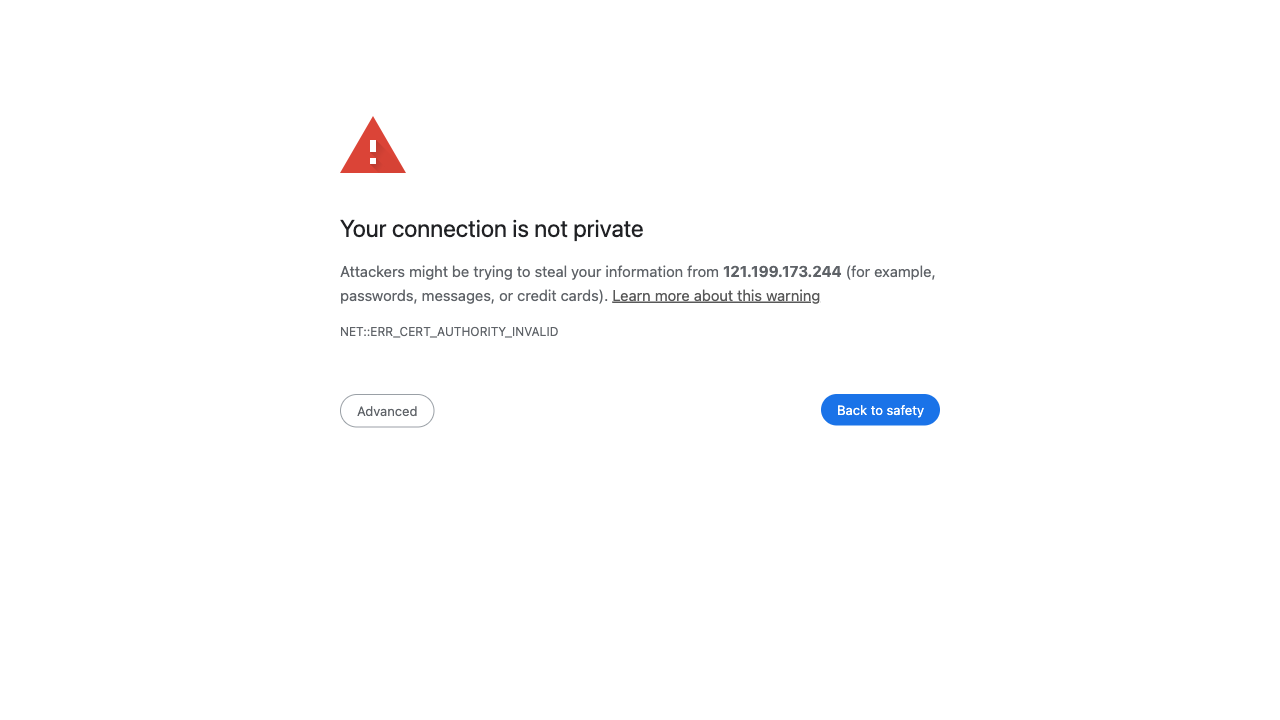 Your connection is not private
Attackers might be trying to steal your information from 121.199.173.244 (for example,
passwords, messages, or credit cards). Learn more about this warning
NET::ERR_CERT_AUTHORITY_INVALID
Advanced
Back to safety